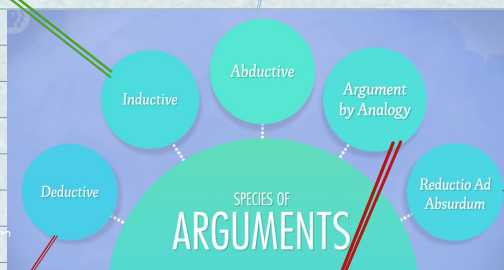 Abductive
Inductive
Argument
by Analogy
Deductive
Reductio Ad
Absurdum
SPECIES OF
ARGUMENTS